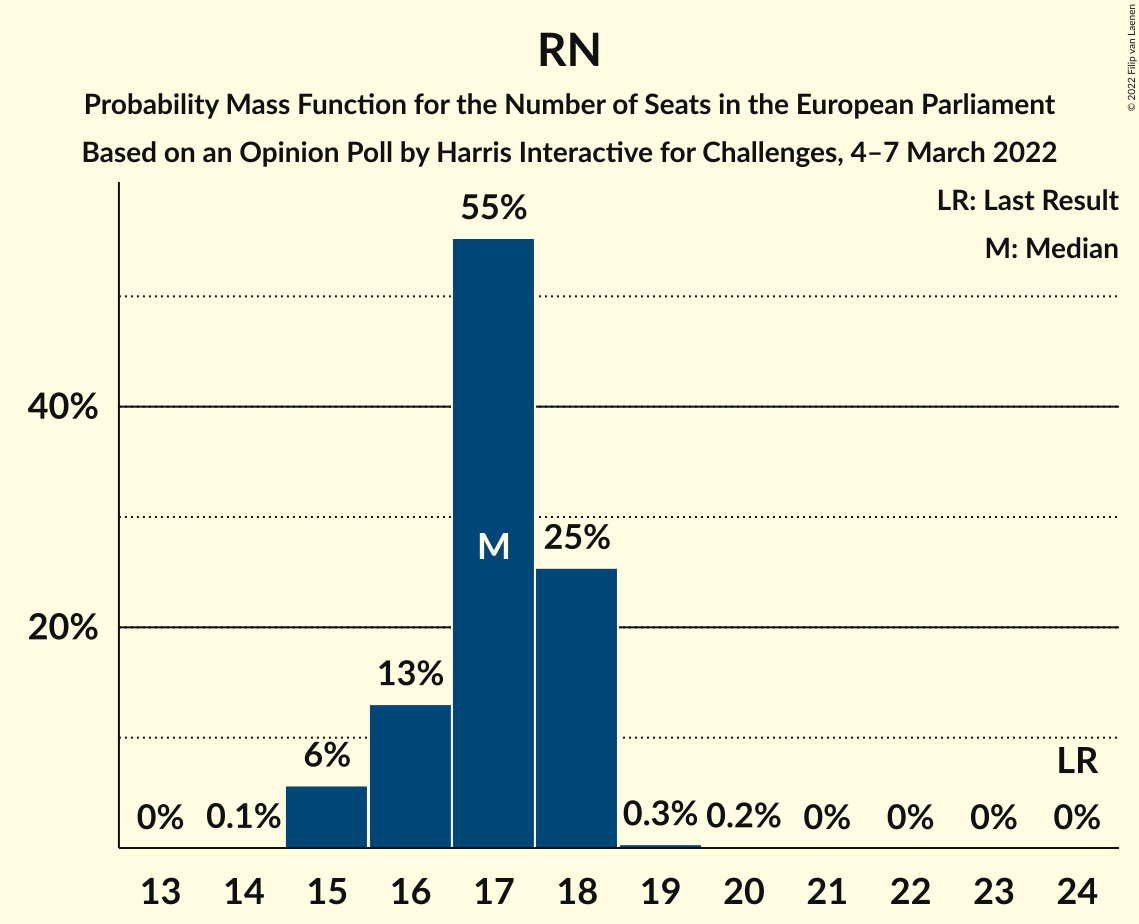 RN
Probability Mass Function for the Number of Seats in the European Parliament
Based on an Opinion Poll by Harris Interactive for Challenges, 4–7 March 2022
© 2022 Filip van Laenen
LR: Last Result
M: Median
55%
40%
M
25%
20%
13%
6%
LR
0%
0.1%
0.3%
0.2%
0%
0%
0%
0%
13 14 15 16 17 18 19 20 21 22 23 24